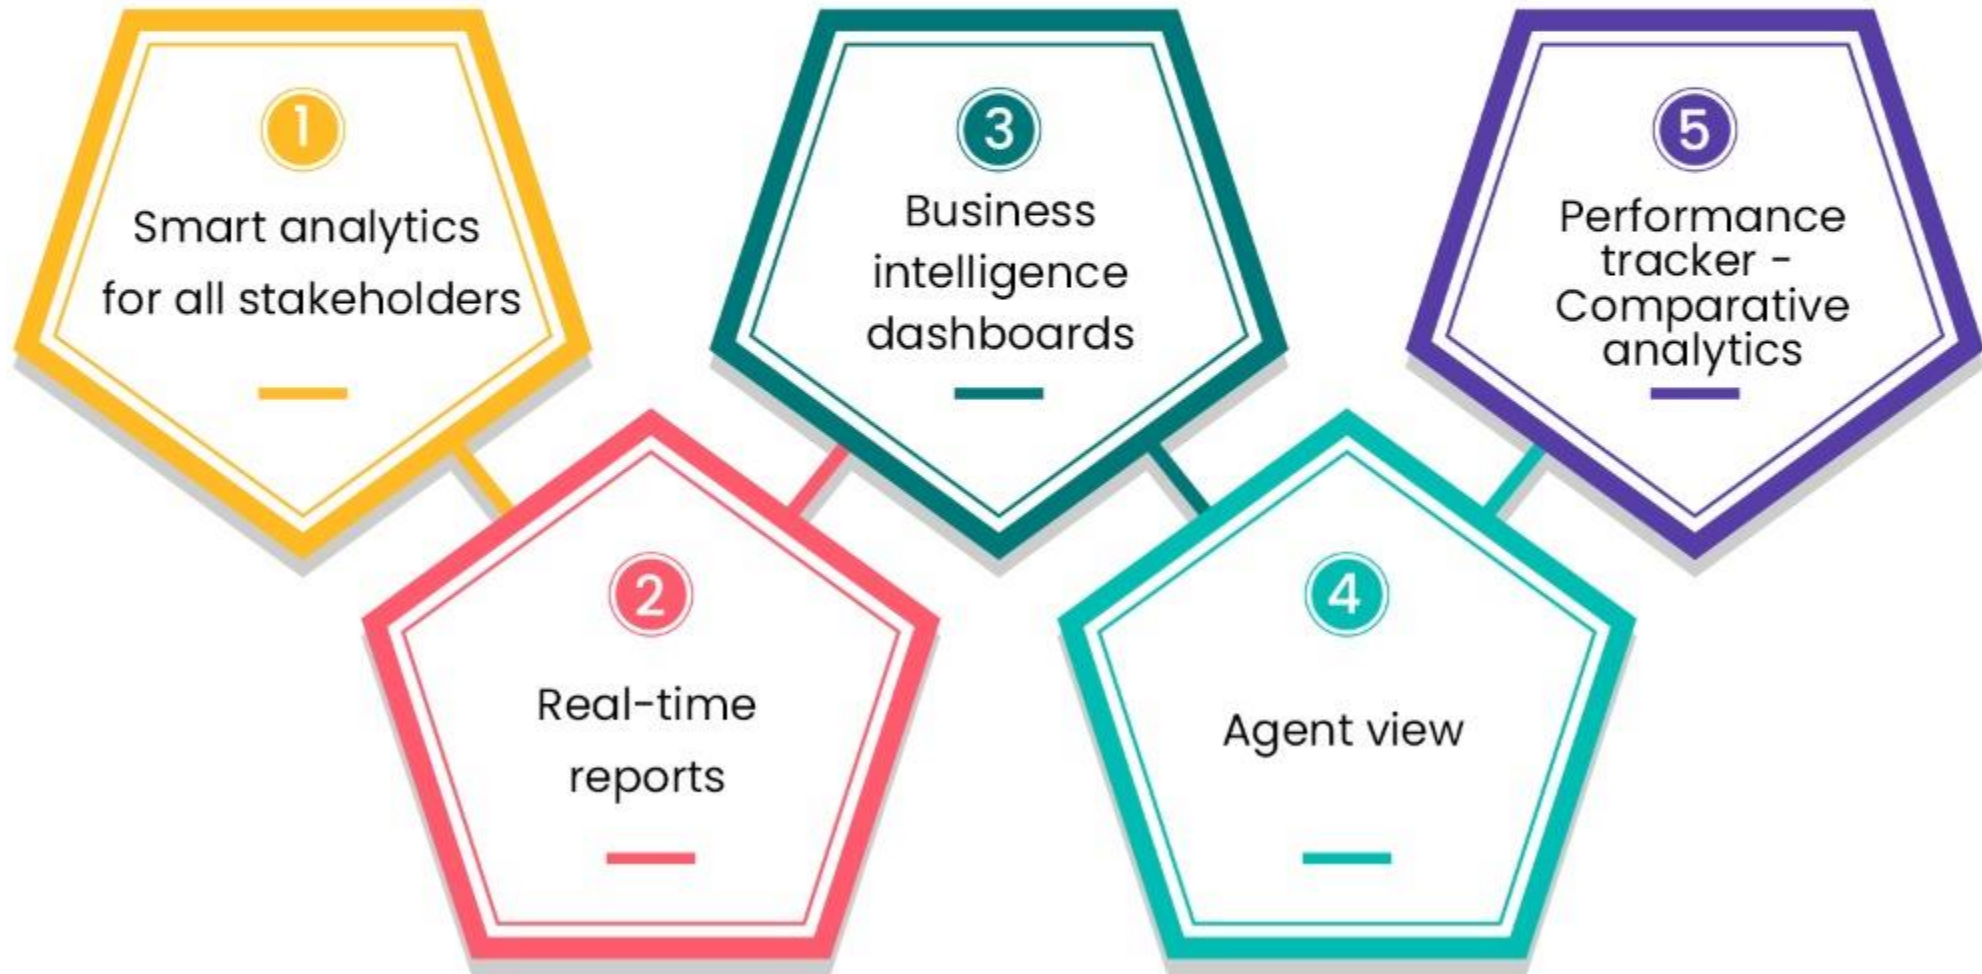 1
Smart analytics
for all stakeholders
2
Real-time
reports
3
Business
intelligence
dashboards
4
Agent view
5
Performance
tracker -
Comparative
analytics